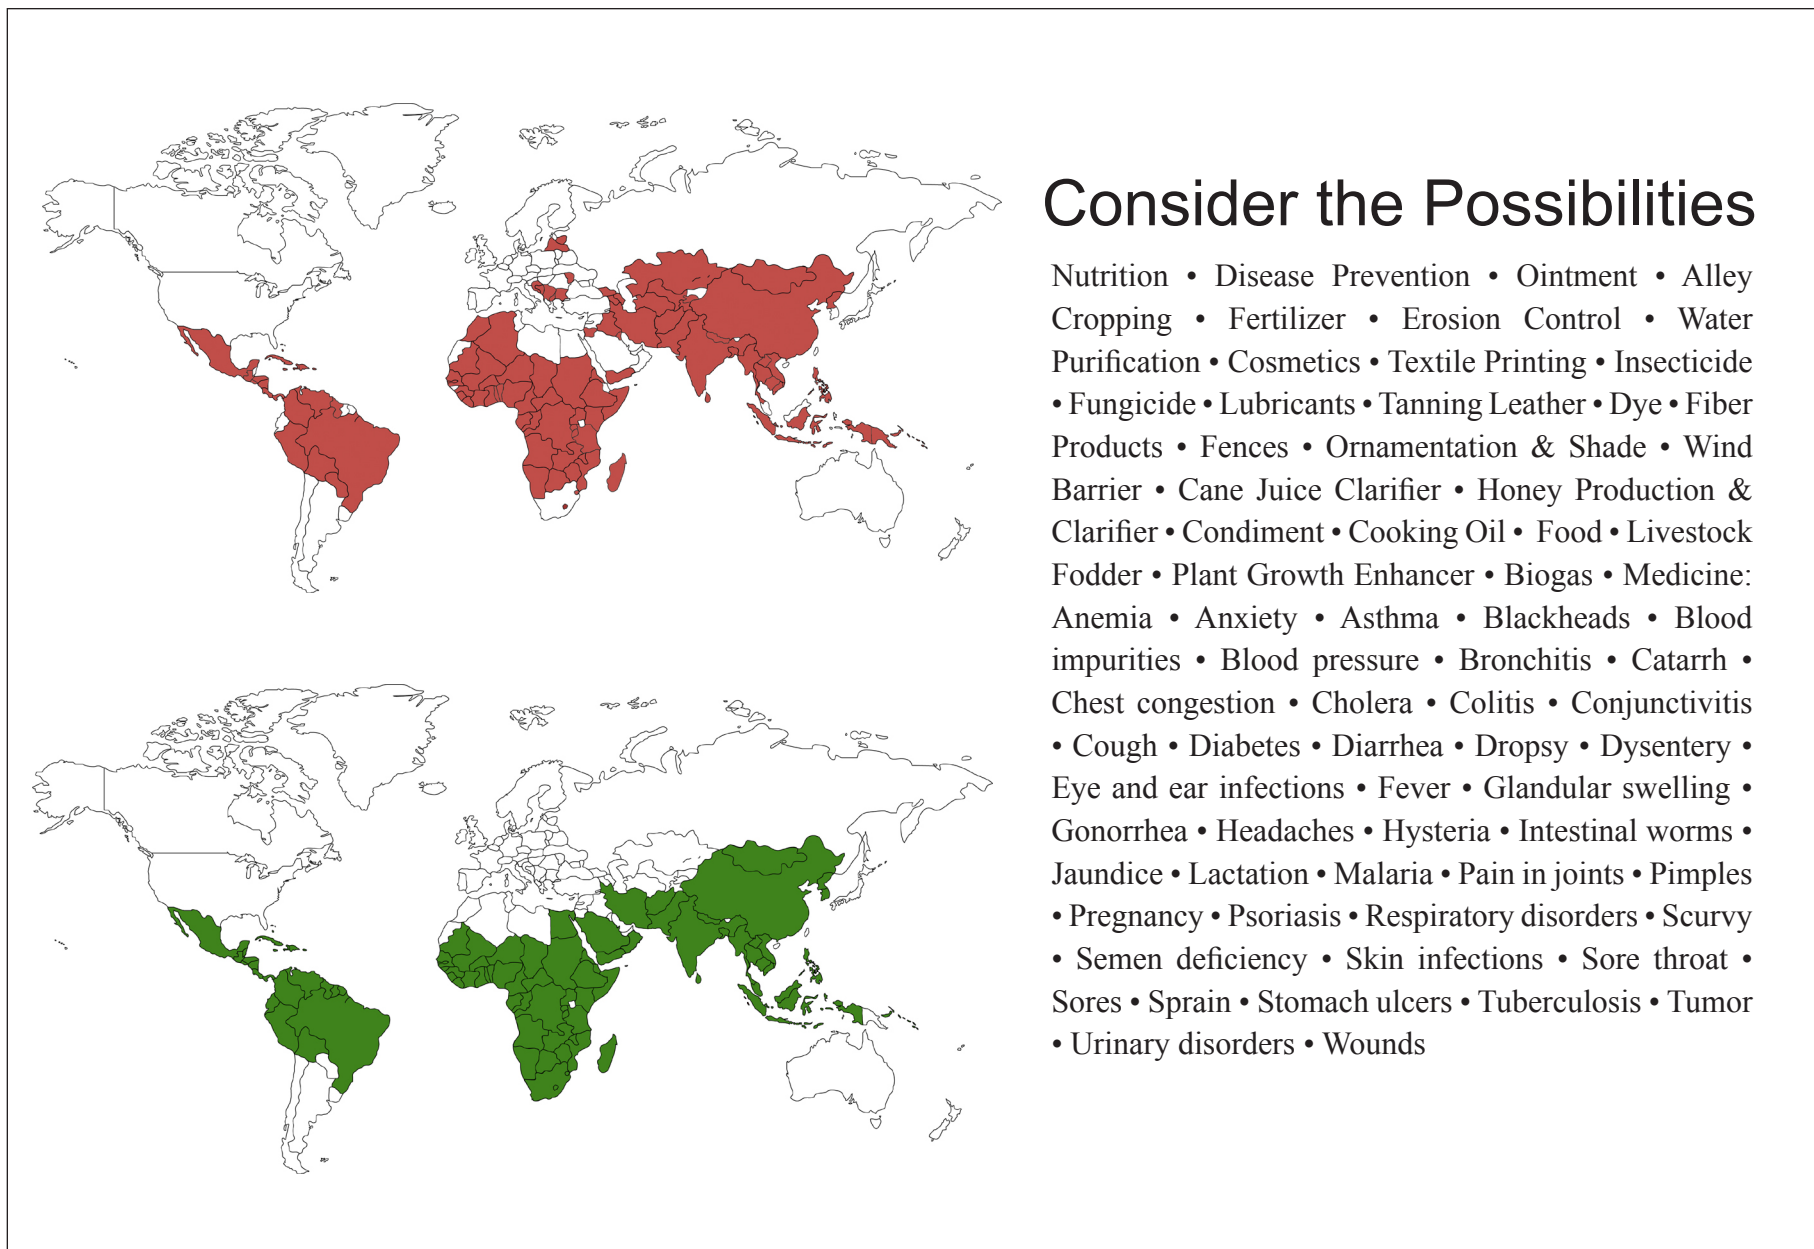 Consider the Possibilities
Nutrition • Disease Prevention • Ointment • Alley
Cropping • Fertilizer • Erosion Control • Water
Purification • Cosmetics • Textile Printing • Insecticide
• Fungicide • Lubricants • Tanning Leather • Dye • Fiber
Products • Fences • Ornamentation & Shade • Wind
Barrier • Cane Juice Clarifier • Honey Production &
Clarifier • Condiment • Cooking Oil • Food • Livestock
Fodder • Plant Growth Enhancer • Biogas • Medicine:
Anemia • Anxiety • Asthma • Blackheads • Blood
impurities • Blood pressure • Bronchitis • Catarrh •
Chest congestion • Cholera • Colitis • Conjunctivitis
• Cough • Diabetes • Diarrhea • Dropsy • Dysentery •
Eye and ear infections • Fever • Glandular swelling •
Gonorrhea • Headaches • Hysteria • Intestinal worms •
Jaundice • Lactation • Malaria • Pain in joints • Pimples
• Pregnancy • Psoriasis • Respiratory disorders • Scurvy
• Semen deficiency • Skin infections • Sore throat •
Sores • Sprain • Stomach ulcers • Tuberculosis • Tumor
• Urinary disorders • Wounds